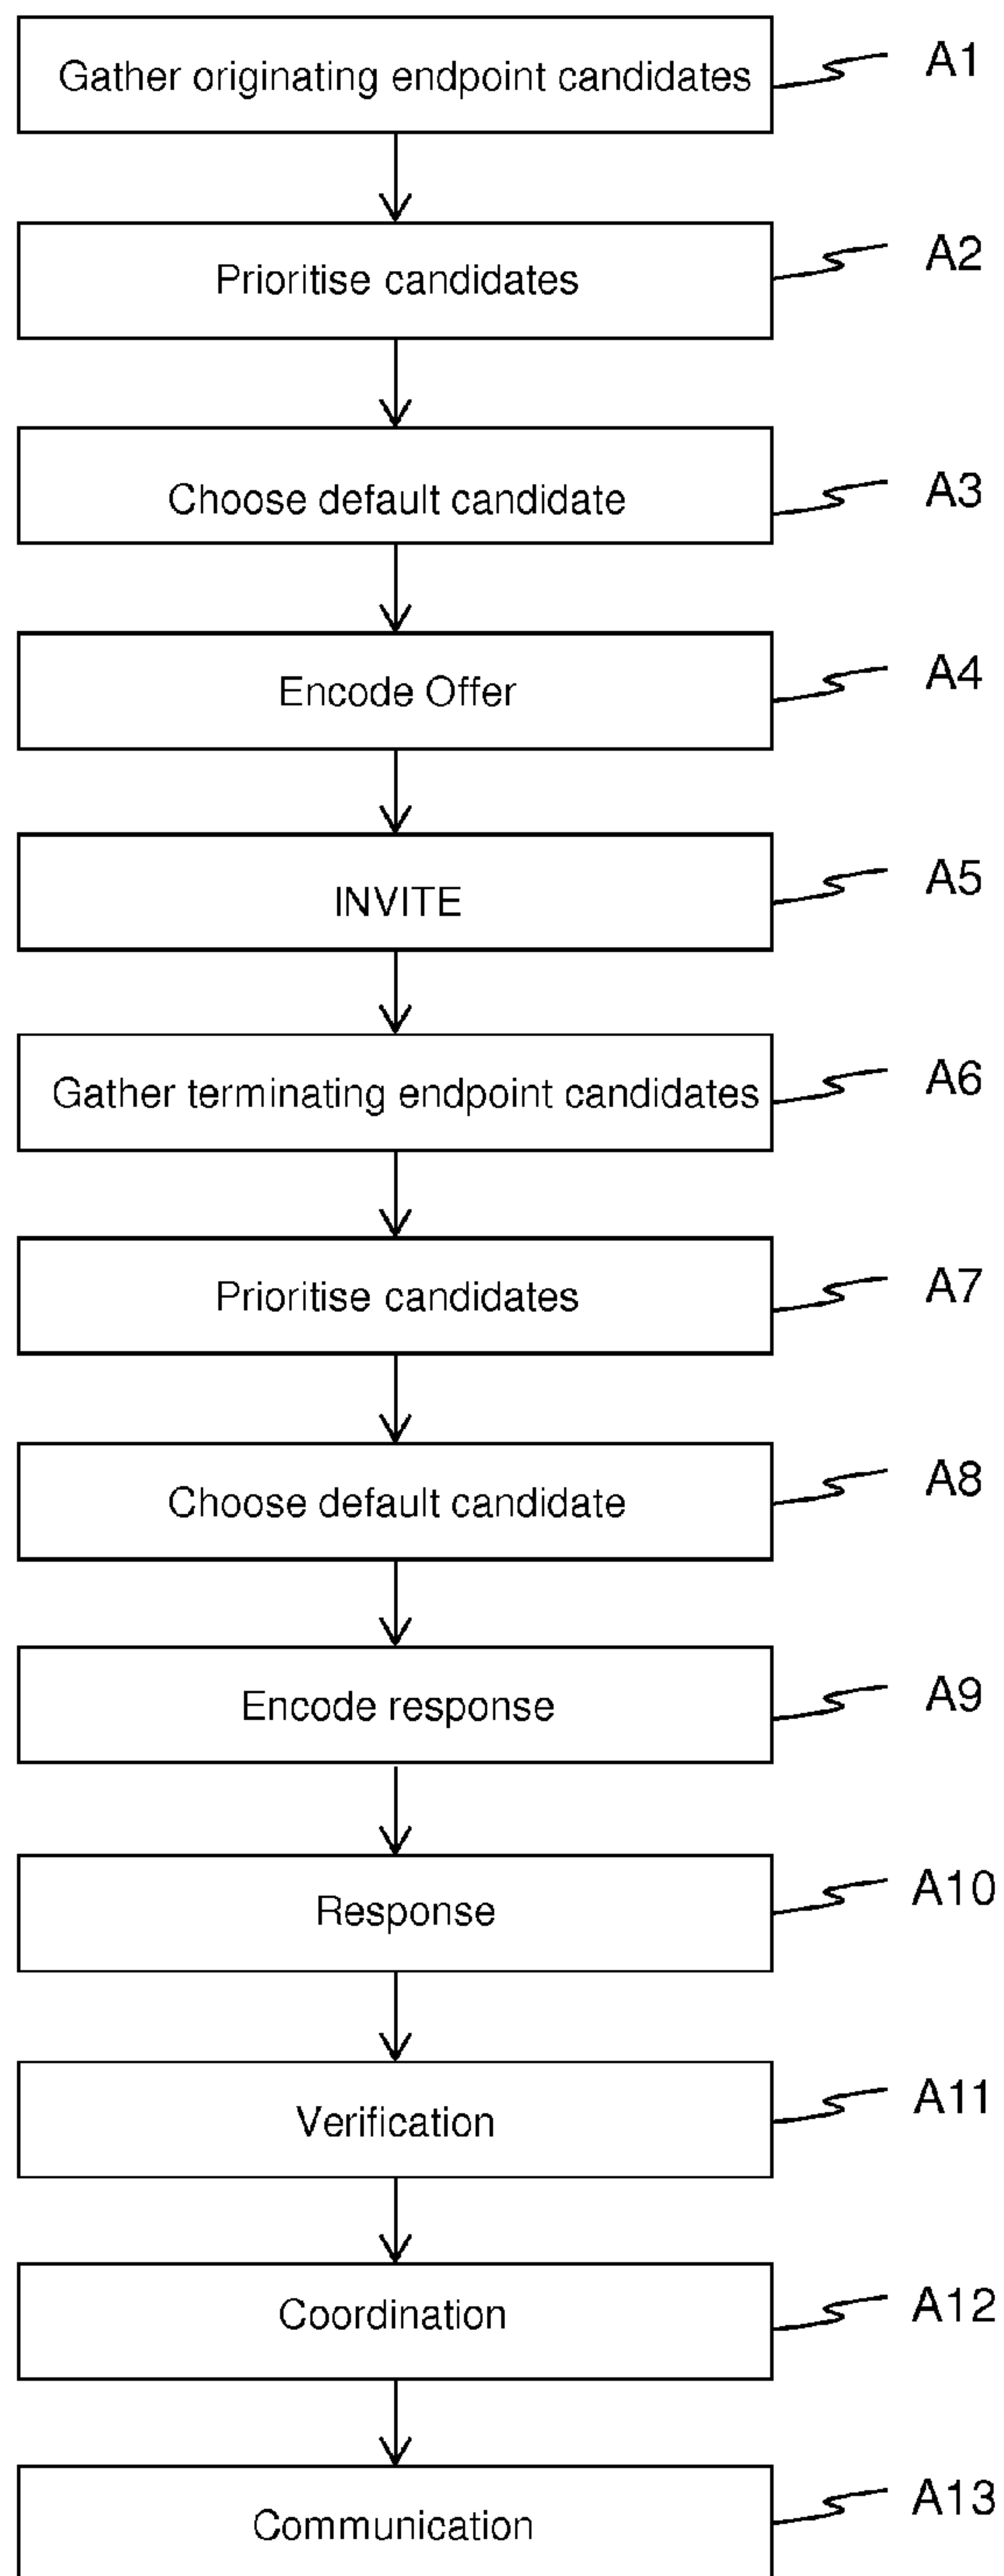 Gather originating endpoint candidates A1
Prioritise candidates A2
Choose default candidate A3
Encode Offer A4
INVITE A5
Gather terminating endpoint candidates A6
Prioritise candidates A7
Choose default candidate A8
Encode response A9
Response A10
Verification A11
Coordination A12
Communication A13